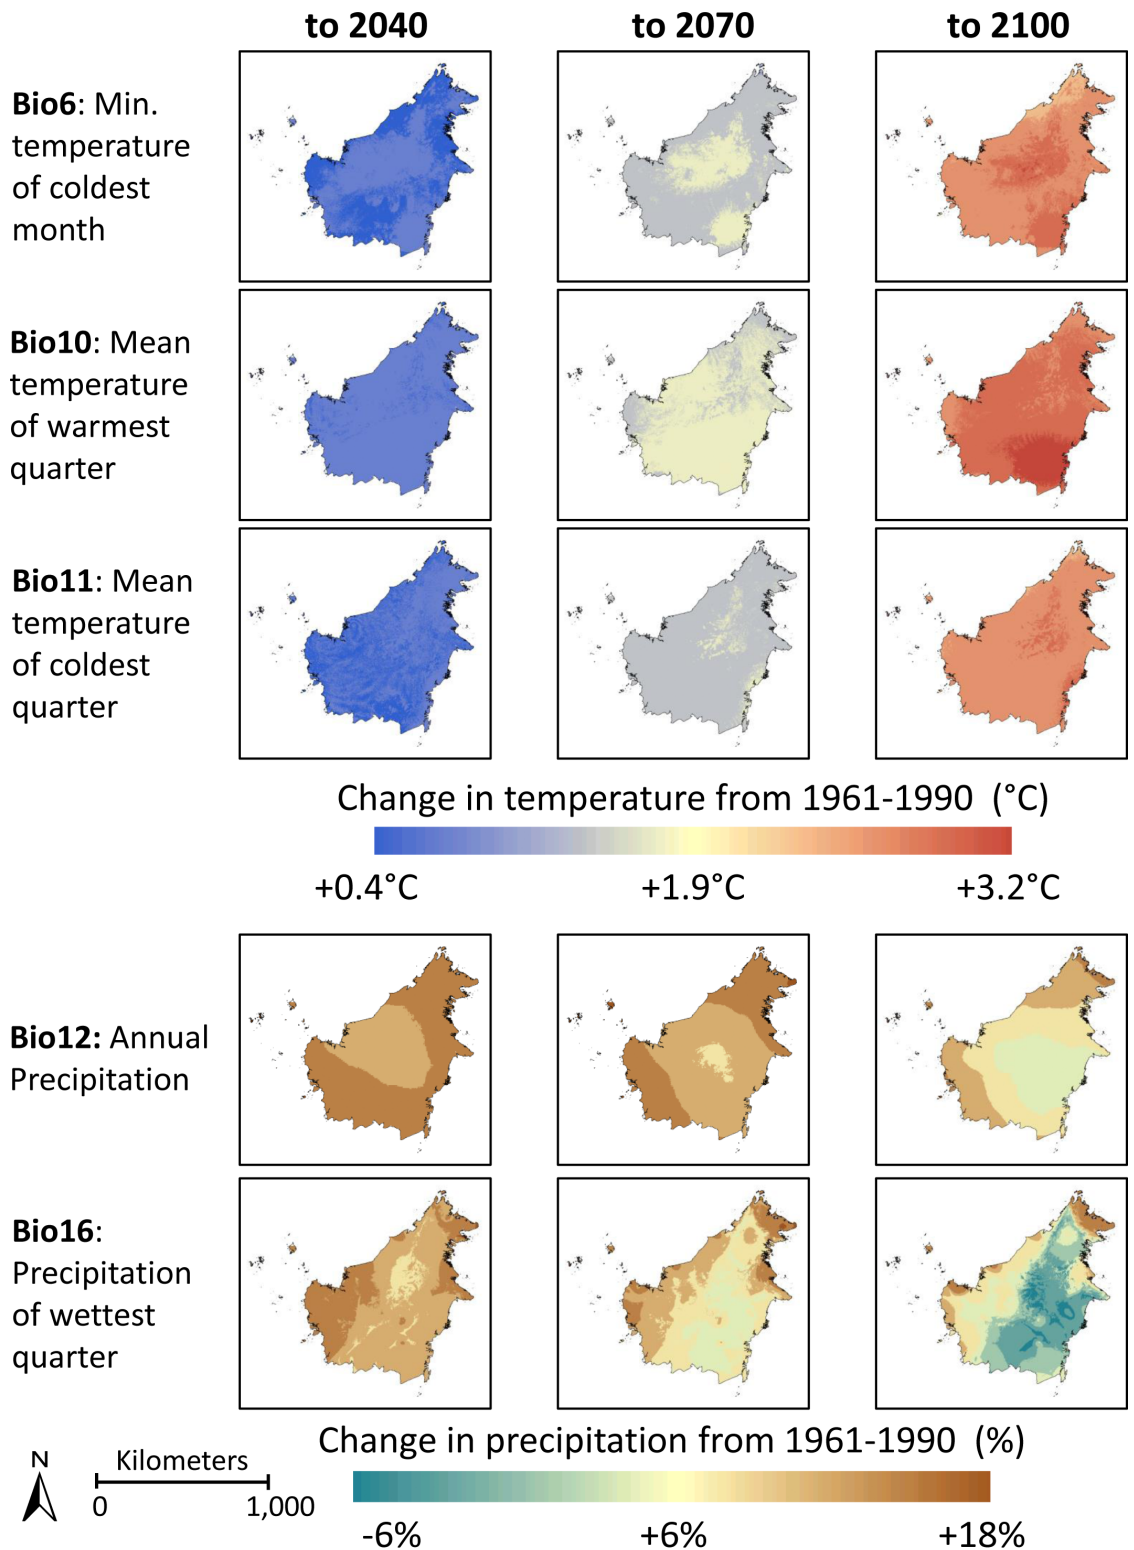 to 2040
to 2070
to 2100
Bio6: Min.
temperature
of coldest
month
Bio10: Mean
temperature
of warmest
quarter
Bio11: Mean
temperature
of coldest
quarter
Change in temperature from 1961-1990 (°C)
+0.4°C
+1.9°C
+3.2°C
Bio12: Annual
Precipitation
Bio16:
Precipitation
of wettest
quarter
Change in precipitation from 1961-1990 (%)
-6%
+6%
+18%
N
Kilometers
0
1,000